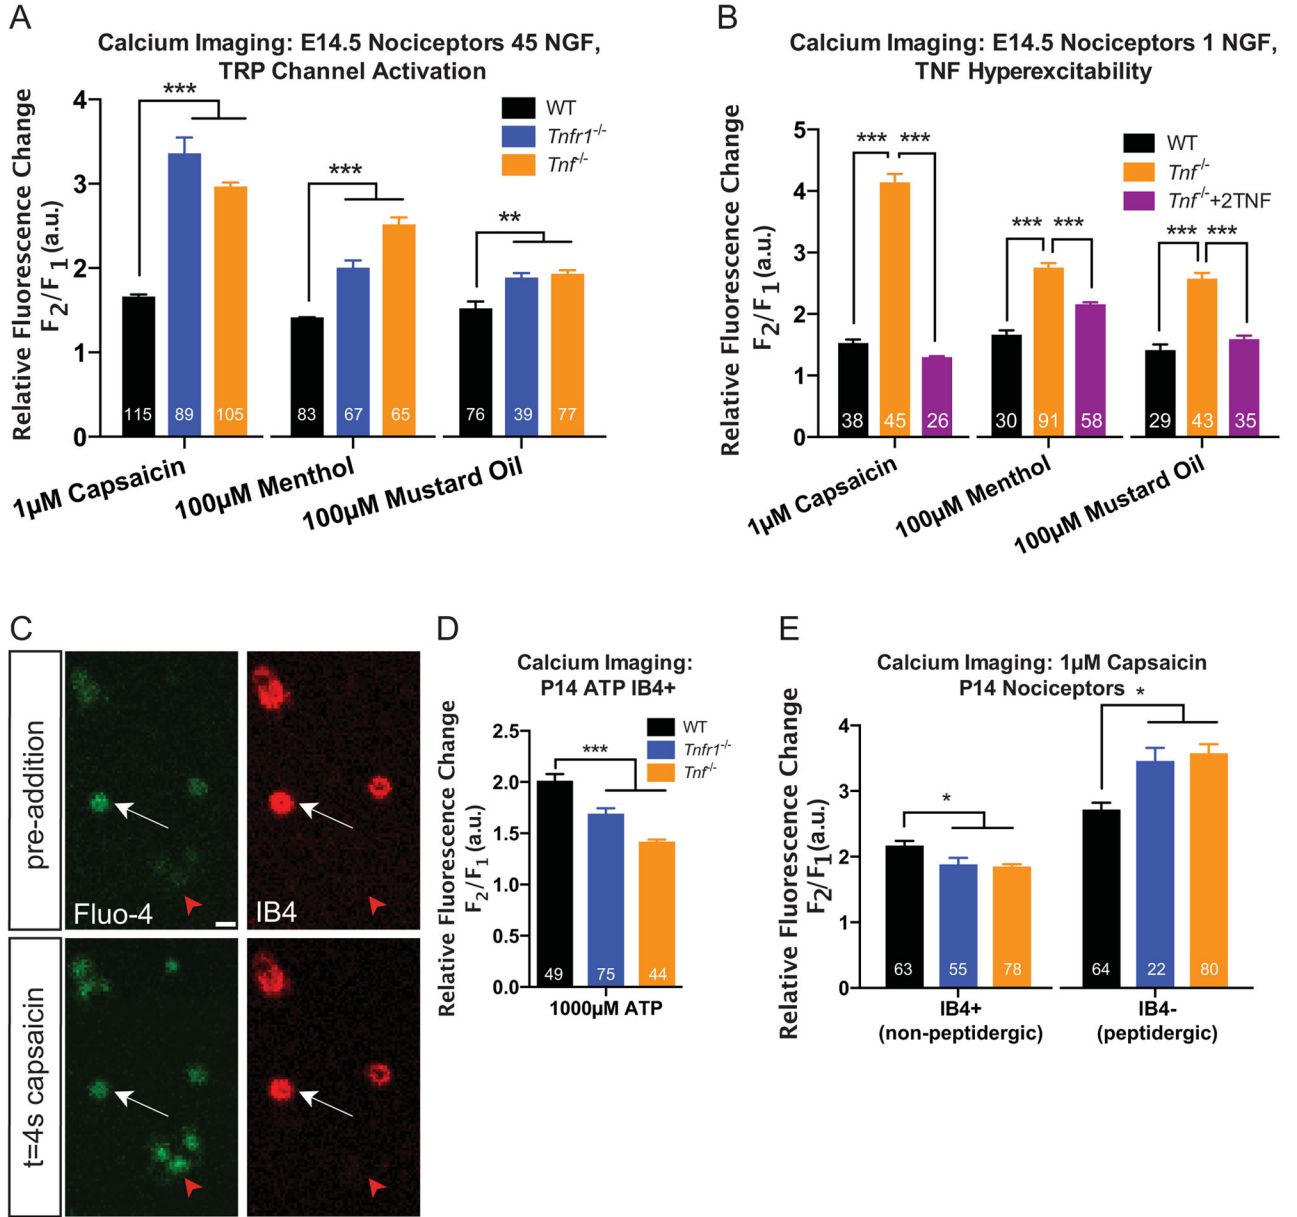 A
Calcium Imaging: E14.5 Nociceptors 45 NGF,
TRP Channel Activation
Relative Fluorescence Change
F2/F1(a.u.)
4
3
2
1
0
***
***
**
WT
Tnfr1-/-
Tnf-/-
115 89 105 83 67 65 76 39 77
1µM Capsaicin
100µM Menthol
100µM Mustard Oil
B
Calcium Imaging: E14.5 Nociceptors 1 NGF,
TNF Hyperexcitability
Relative Fluorescence Change
F2/F1(a.u.)
5
4
3
2
1
0
*** ***
*** ***
*** ***
WT
Tnf-/-
Tnf-/-+2TNF
38 45 26 30 91 58 29 43 35
1µM Capsaicin
100µM Menthol
100µM Mustard Oil
C
pre-addition
Fluo-4
IB4
t=4s capsaicin
D
Calcium Imaging:
P14 ATP IB4+
Relative Fluorescence Change
F2/F1(a.u.)
2.5
2.0
1.5
1.0
0.5
0.0
***
WT
Tnfr1-/-
Tnf-/-
49 75 44
1000µM ATP
E
Calcium Imaging: 1µM Capsaicin
P14 Nociceptors
Relative Fluorescence Change
F2/F1(a.u.)
4
3
2
1
0
*
*
63 55 78 64 22 80
IB4+
(non-peptidergic)
IB4-
(peptidergic)